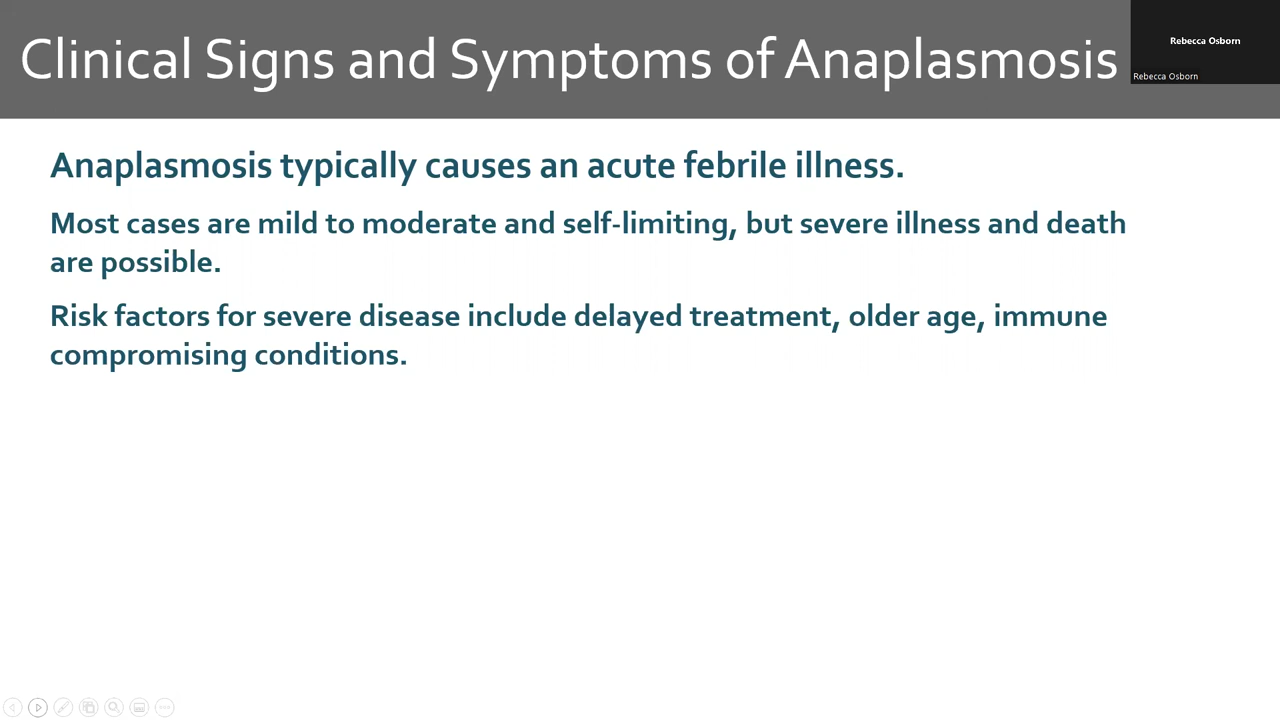 Clinical Signs and Symptoms of Anaplasmosis
Rebecca Osborn
Rebecca Osborn
Anaplasmosis typically causes an acute febrile illness.
Most cases are mild to moderate and self-limiting, but severe illness and death
are possible.
Risk factors for severe disease include delayed treatment, older age, immune
compromising conditions.